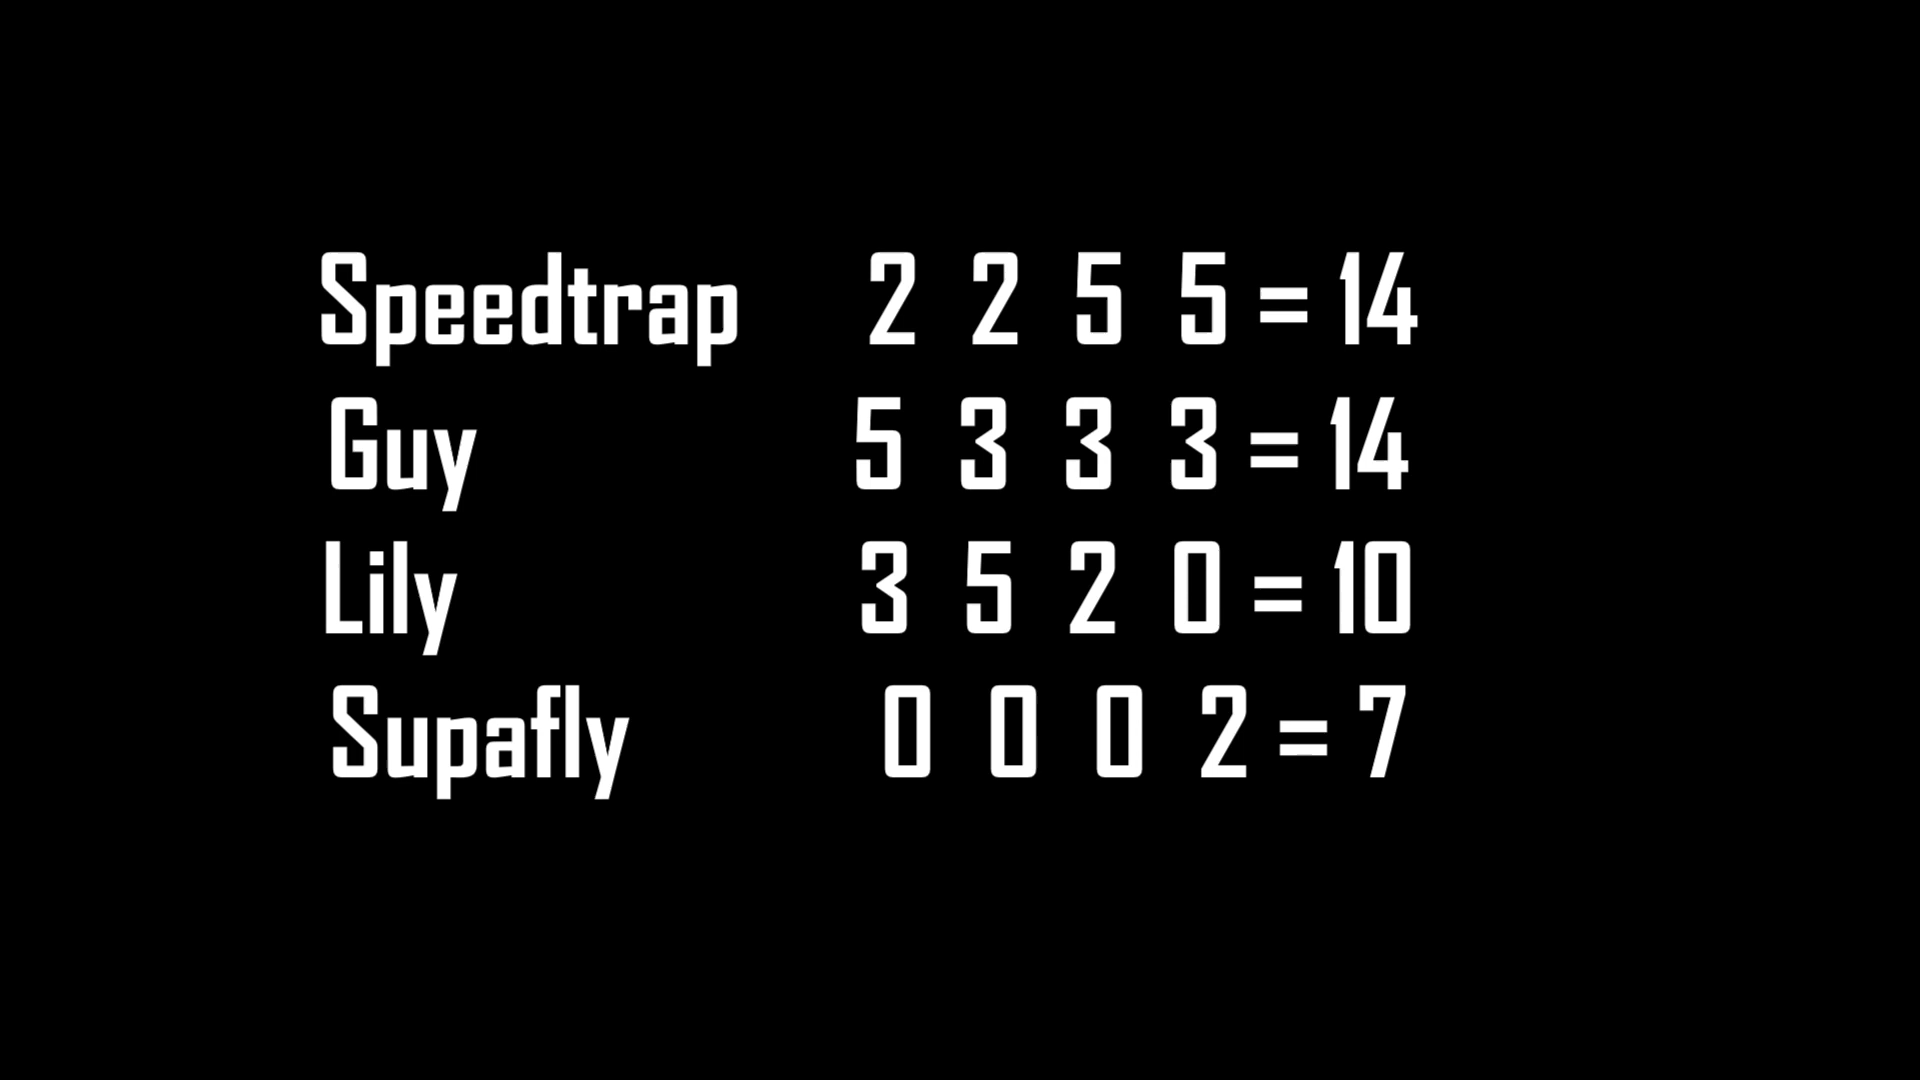 Speedtrap 2 2 5 5 = 14
Guy 5 3 3 3 = 14
Lily 3 5 2 0 = 10
Supafly 0 0 0 2 = 7